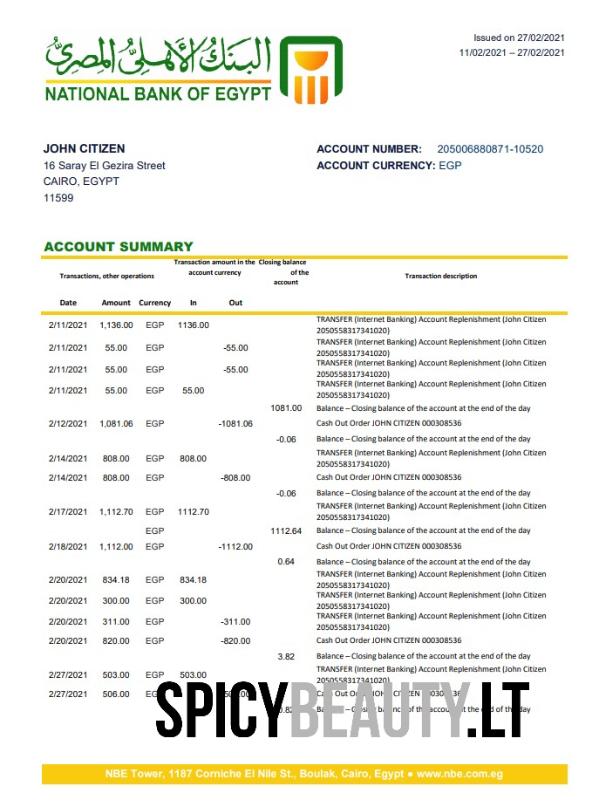 البنك الأهلي المصري
NATIONAL BANK OF EGYPT
Issued on 27/02/2021
11/02/2021 – 27/02/2021
JOHN CITIZEN
16 Saray El Gezira Street
CAIRO, EGYPT
11599
ACCOUNT NUMBER: 205006880871-10520
ACCOUNT CURRENCY: EGP
ACCOUNT SUMMARY
Transactions, other operations
Transaction amount in the account currency
Closing balance of the account
Transaction description
Date Amount Currency In Out
2/11/2021 1,136.00 EGP 1136.00 TRANSFER (Internet Banking) Account Replenishment (John Citizen
2050558317341020)
2/11/2021 55.00 EGP -55.00 TRANSFER (Internet Banking) Account Replenishment (John Citizen
2050558317341020)
2/11/2021 55.00 EGP -55.00 TRANSFER (Internet Banking) Account Replenishment (John Citizen
2050558317341020)
2/11/2021 55.00 EGP 55.00 TRANSFER (Internet Banking) Account Replenishment (John Citizen
2050558317341020)
1081.00 Balance – Closing balance of the account at the end of the day
2/12/2021 1,081.06 EGP -1081.06 Cash Out Order JOHN CITIZEN 000308536
-0.06 Balance – Closing balance of the account at the end of the day
2/14/2021 808.00 EGP 808.00 TRANSFER (Internet Banking) Account Replenishment (John Citizen
2050558317341020)
2/14/2021 808.00 EGP -808.00 Cash Out Order JOHN CITIZEN 000308536
-0.06 Balance – Closing balance of the account at the end of the day
2/17/2021 1,112.70 EGP 1112.70 TRANSFER (Internet Banking) Account Replenishment (John Citizen
2050558317341020)
EGP 1112.64 Balance – Closing balance of the account at the end of the day
2/18/2021 1,112.00 EGP -1112.00 Cash Out Order JOHN CITIZEN 000308536
0.64 Balance – Closing balance of the account at the end of the day
2/20/2021 834.18 EGP 834.18 TRANSFER (Internet Banking) Account Replenishment (John Citizen
2050558317341020)
2/20/2021 300.00 EGP 300.00 TRANSFER (Internet Banking) Account Replenishment (John Citizen
2050558317341020)
2/20/2021 311.00 EGP -311.00 TRANSFER (Internet Banking) Account Replenishment (John Citizen
2050558317341020)
2/20/2021 820.00 EGP -820.00 Cash Out Order JOHN CITIZEN 000308536
3.82 Balance – Closing balance of the account at the end of the day
2/27/2021 503.00 EGP 503.00 TRANSFER (Internet Banking) Account Replenishment (John Citizen
2050558317341020)
2/27/2021 506.00 Cash Out
the end of the day
SPICYBEAUTY.LT
NBE Tower, 1187 Corniche El Nile St., Boulak, Cairo, Egypt ● www.nbe.com.eg